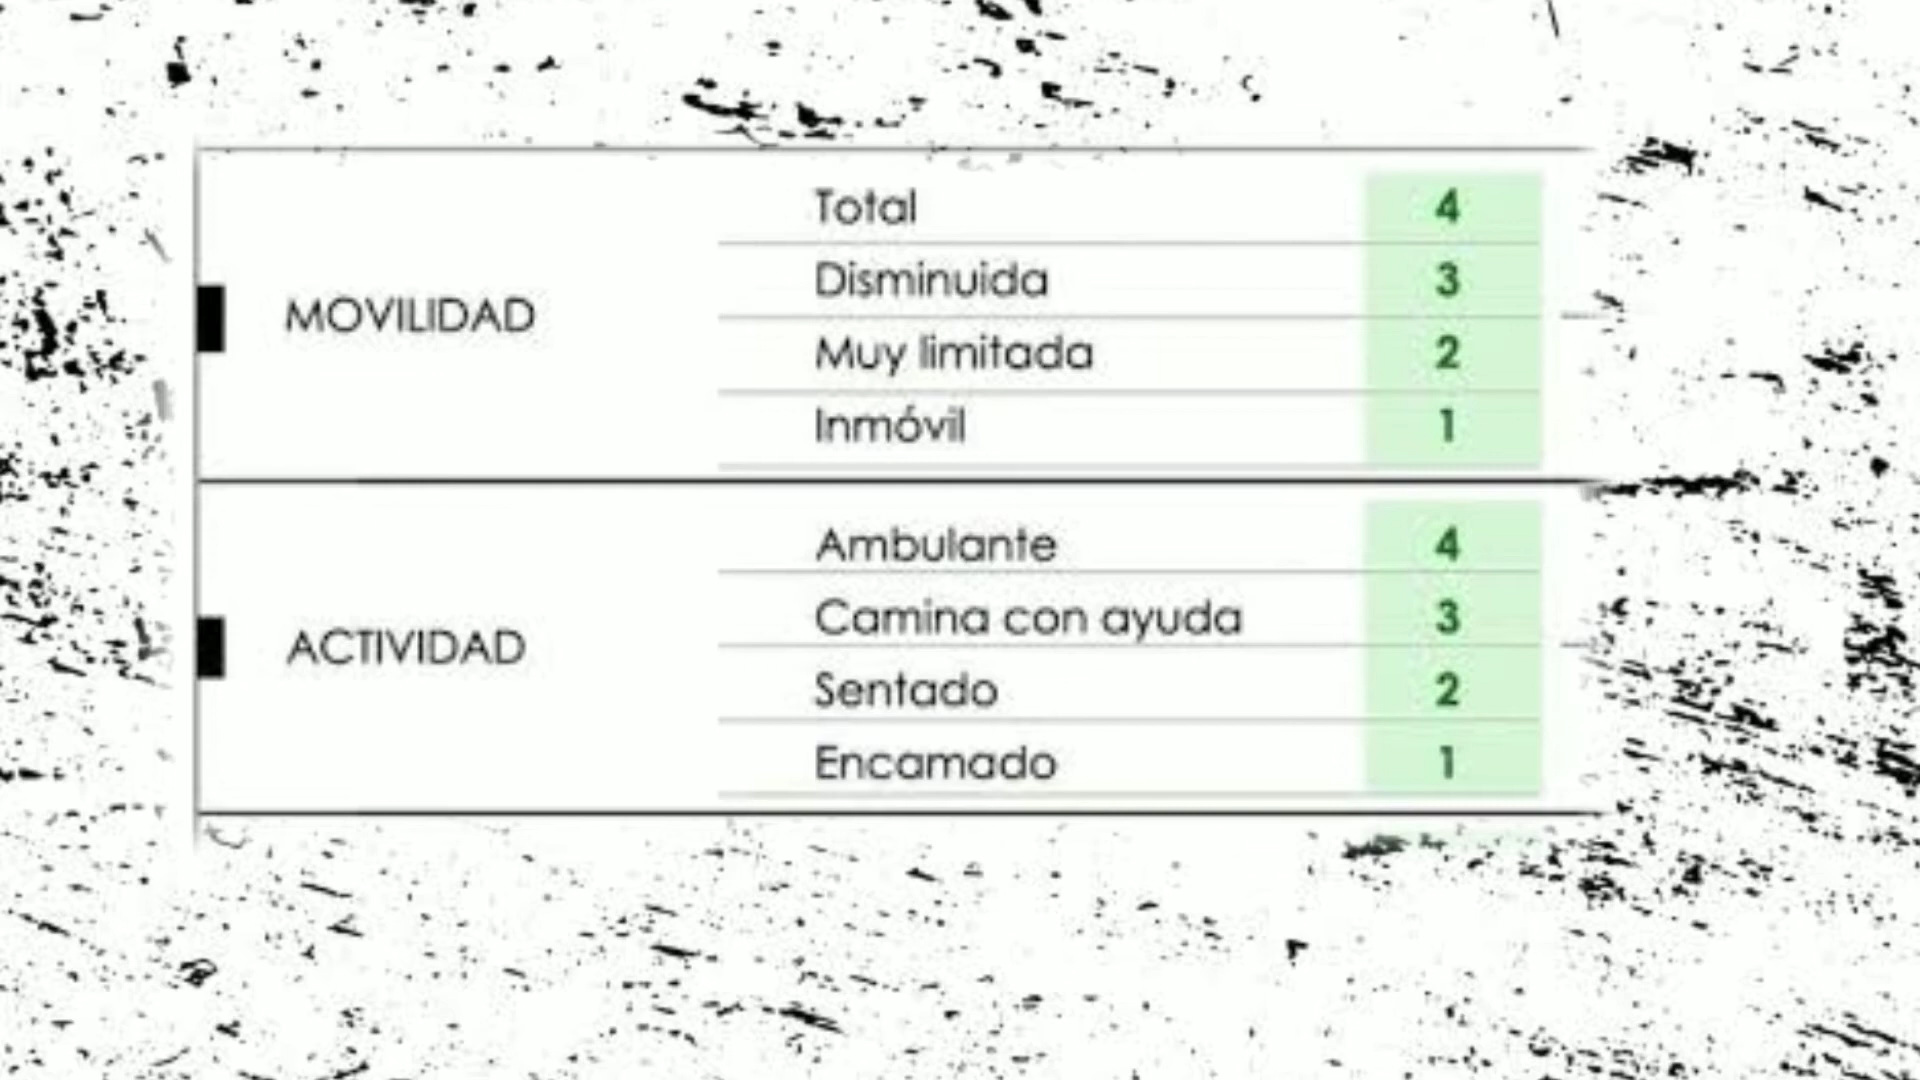 Total 4
Disminuida 3
MOVILIDAD
Muy limitada 2
Inmóvil 1
Ambulante 4
Camina con ayuda 3
ACTIVIDAD
Sentado 2
Encamado 1